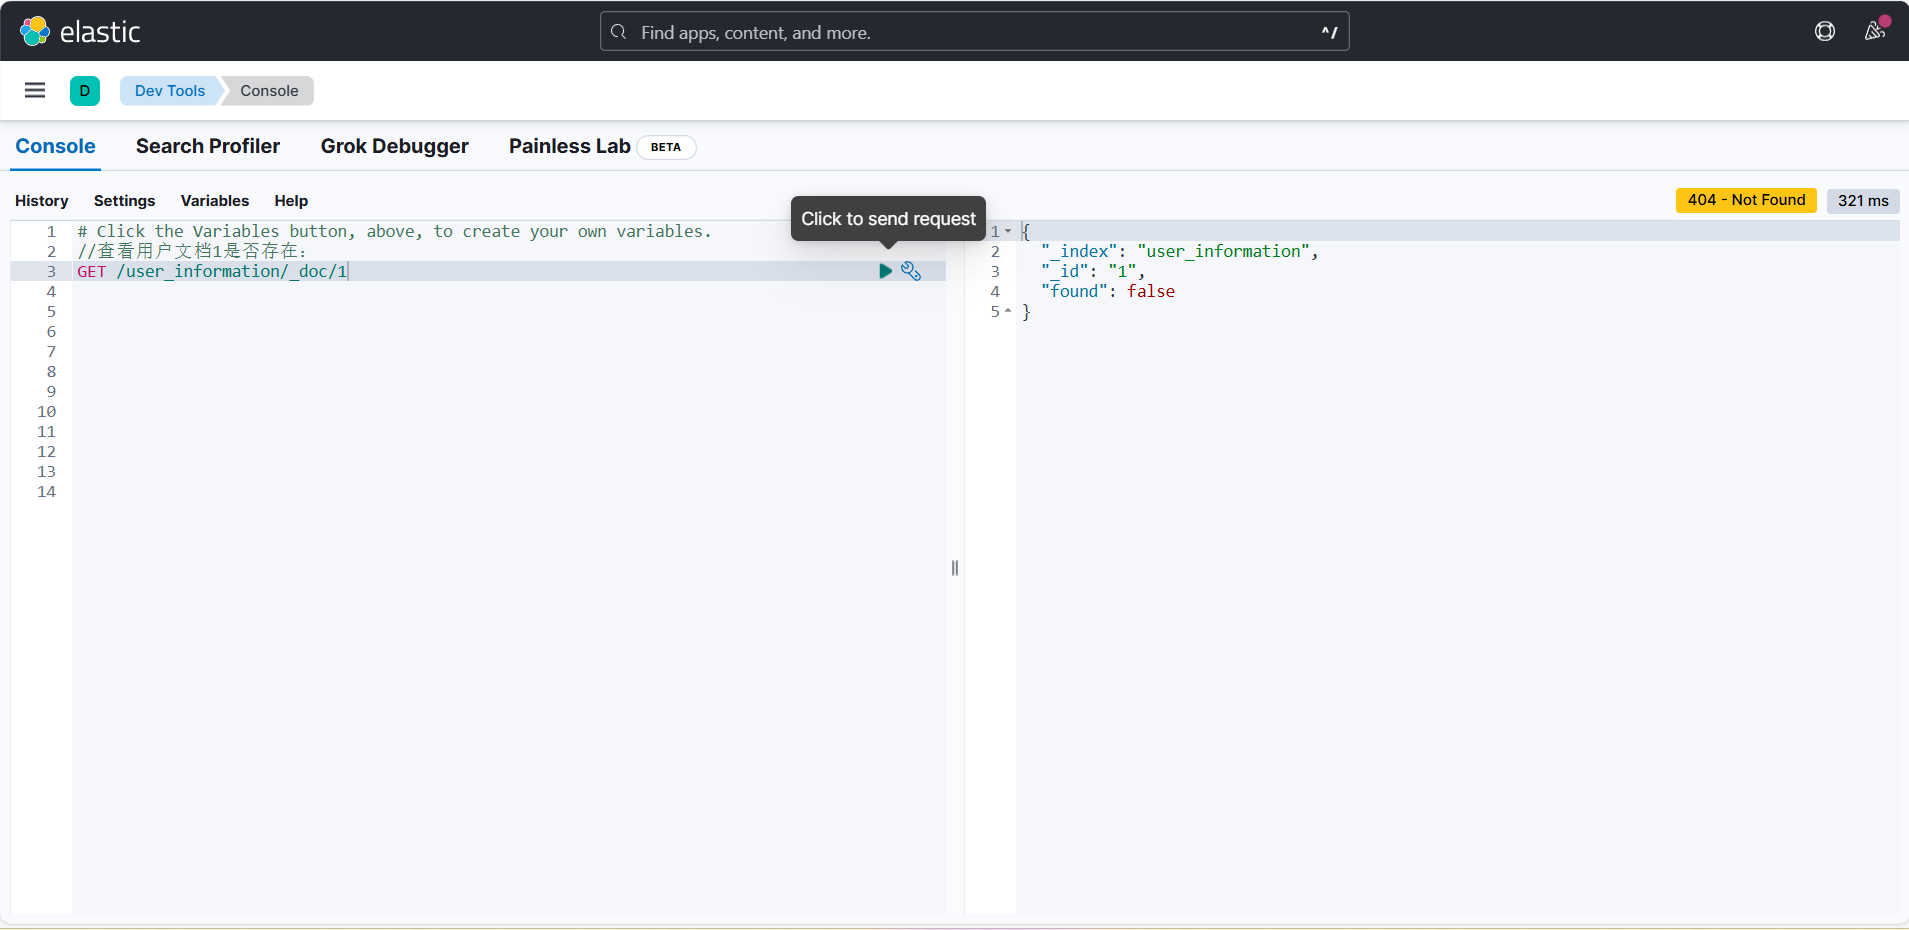 elastic
Find apps, content, and more.
^/
D
Dev Tools
Console
Console
Search Profiler
Grok Debugger
Painless Lab
BETA
History
Settings
Variables
Help
404 - Not Found
321 ms
Click to send request
1 # Click the Variables button, above, to create your own variables.
2 //查看用户文档1是否存在：
3 GET /user_information/_doc/1
4
5
6
7
8
9
10
11
12
13
14
1 {
2 "_index": "user_information",
3 "_id": "1",
4 "found": false
5 }